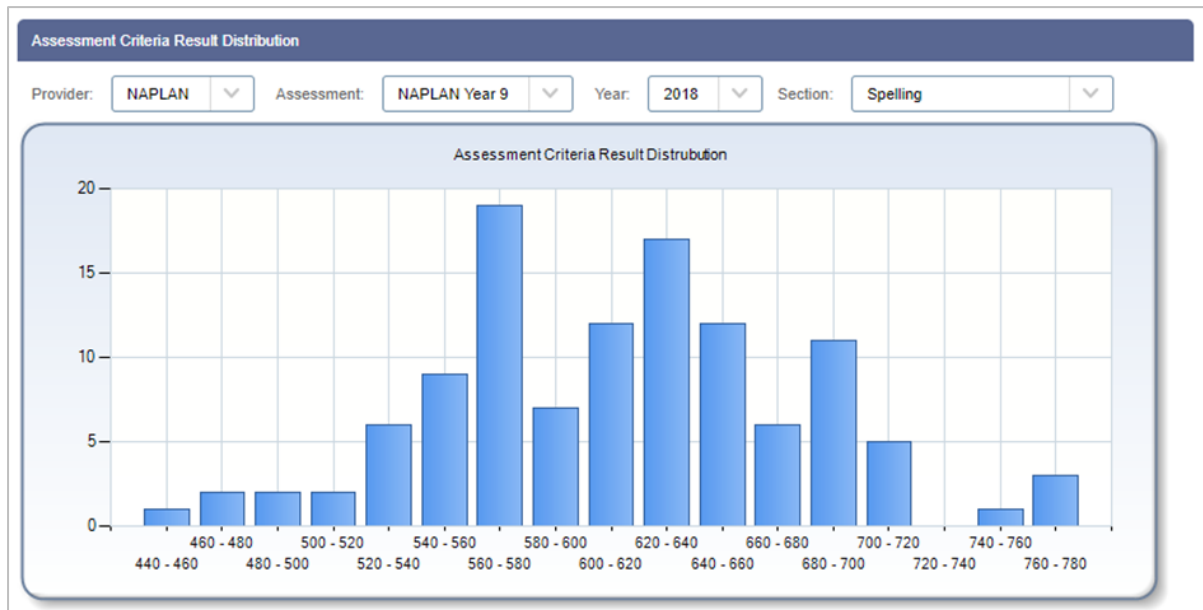 Assessment Criteria Result Distribution
Provider: NAPLAN Assessment: NAPLAN Year 9 Year: 2018 Section: Spelling
Assessment Criteria Result Distrubution
20
15
10
5
0
460 - 480 500 - 520 540 - 560 580 - 600 620 - 640 660 - 680 700 - 720 740 - 760
440 - 460 480 - 500 520 - 540 560 - 580 600 - 620 640 - 660 680 - 700 720 - 740 760 - 780